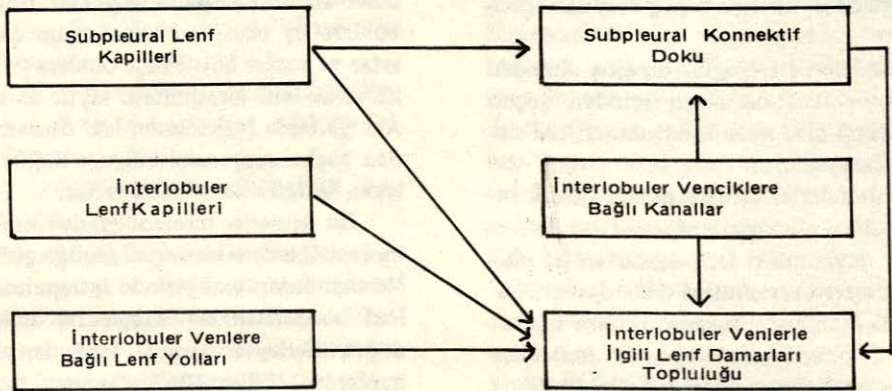 Subpleural Lenf
Kapilleri
Subpleural Konnektif
Doku
İnterlobuler
Lenf Kapilleri
İnterlobuler Venciklere
Bağlı Kanallar
İnterlobuler Venlere
Bağlı Lenf Yolları
İnterlobuler Venlerle
İlgili Lenf Damarları
Topluluğu